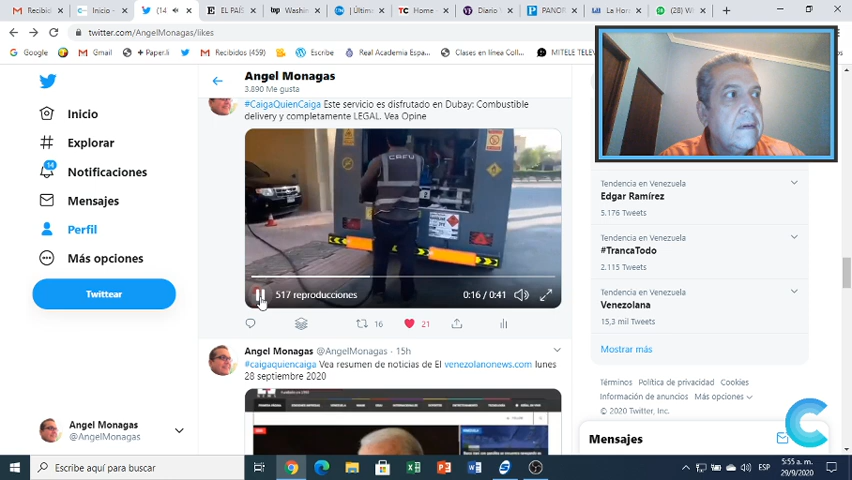 Recibid
Inicio -
(14
EL PAÍS
Washin
| Últim
Home
Diario
PANOR
La Hor
(28) W
twitter.com/AngelMonagas/likes
Google
Gmail
+ Paper.li
Recibidos (459)
Escribe
Real Academia Espa...
Clases en línea Coll...
MITELE TELEV
Inicio
Explorar
14
Notificaciones
Mensajes
Perfil
Más opciones
Twittear
Angel Monagas
@AngelMonagas
Angel Monagas
3.890 Me gusta
#CaigaQuienCaiga Este servicio es disfrutado en Dubay: Combustible
delivery y completamente LEGAL. Vea Opine
CAFU
2
517 reproducciones
0:16 / 0:41
16
21
Angel Monagas @AngelMonagas · 15h
#caigaquiencaiga Vea resumen de noticias de El venezolanonews.com lunes
28 septiembre 2020
Tendencia en Venezuela
Edgar Ramírez
5.176 Tweets
Tendencia en Venezuela
#TrancaTodo
2.115 Tweets
Tendencia en Venezuela
Venezolana
15,3 mil Tweets
Mostrar más
Términos Política de privacidad Cookies
Información de anuncios Más opciones
© 2020 Twitter, Inc.
Mensajes
Escribe aquí para buscar
ESP
5:55 a. m.
29/9/2020